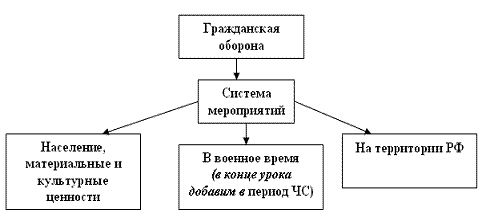 Гражданская
оборона
Система
мероприятий
Население,
материальные и
культурные
ценности
В военное время
(в конце урока
добавим в период ЧС)
На территории РФ